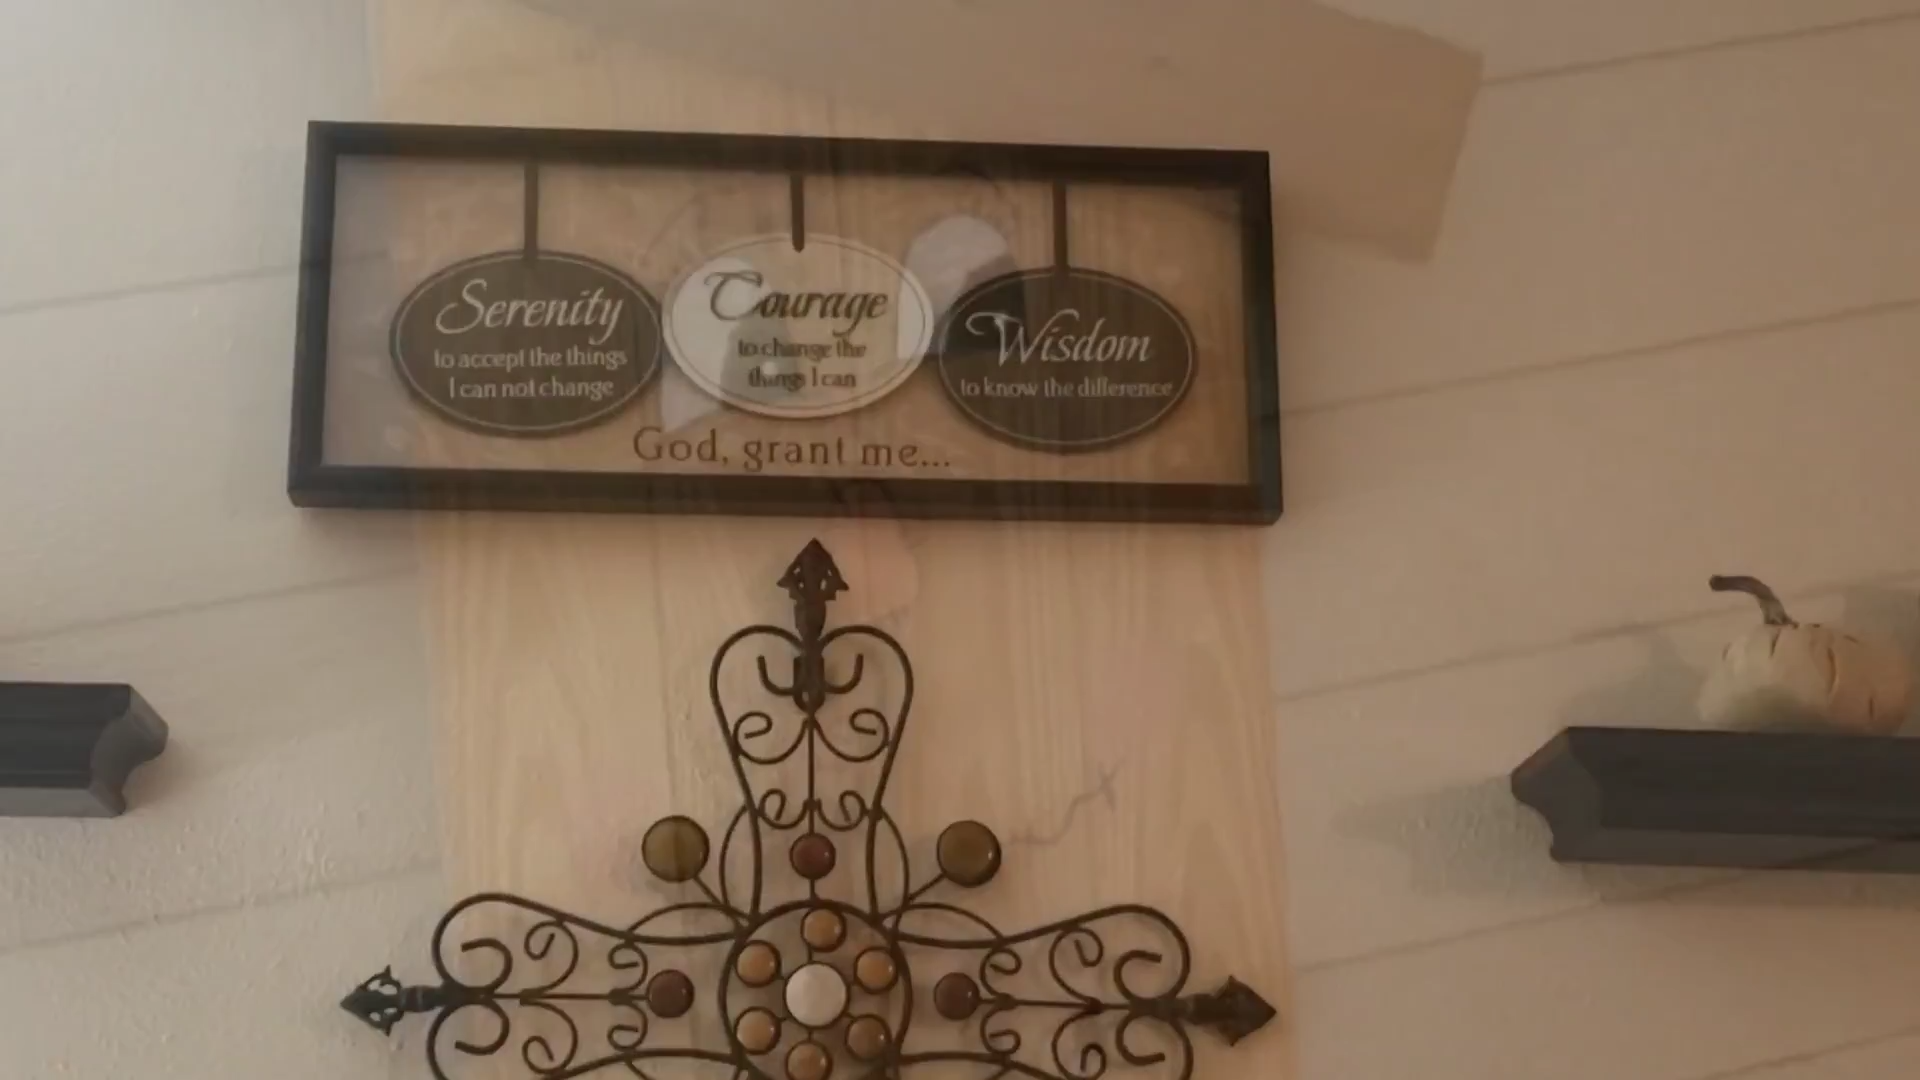 Serenity
to accept the things
I can not change
Courage
to change the
things I can
Wisdom
to know the difference
God, grant me...